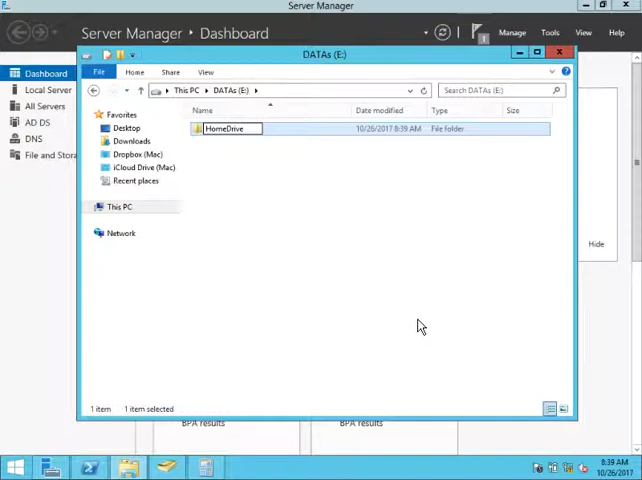 Server Manager
Server Manager › Dashboard
1
Manage Tools View Help
Dashboard
Local Server
All Servers
AD DS
DNS
File and Stora
DATAs (E:)
File Home Share View
This PC DATAs (E:)
Search DATAs (E:)
Name Date modified Type Size
HomeDrive 10/26/2017 8:39 AM File folder
Favorites
Desktop
Downloads
Dropbox (Mac)
iCloud Drive (Mac)
Recent places
This PC
Network
Hide
1 item 1 item selected
BPA results BPA results
8:39 AM
10/26/2017